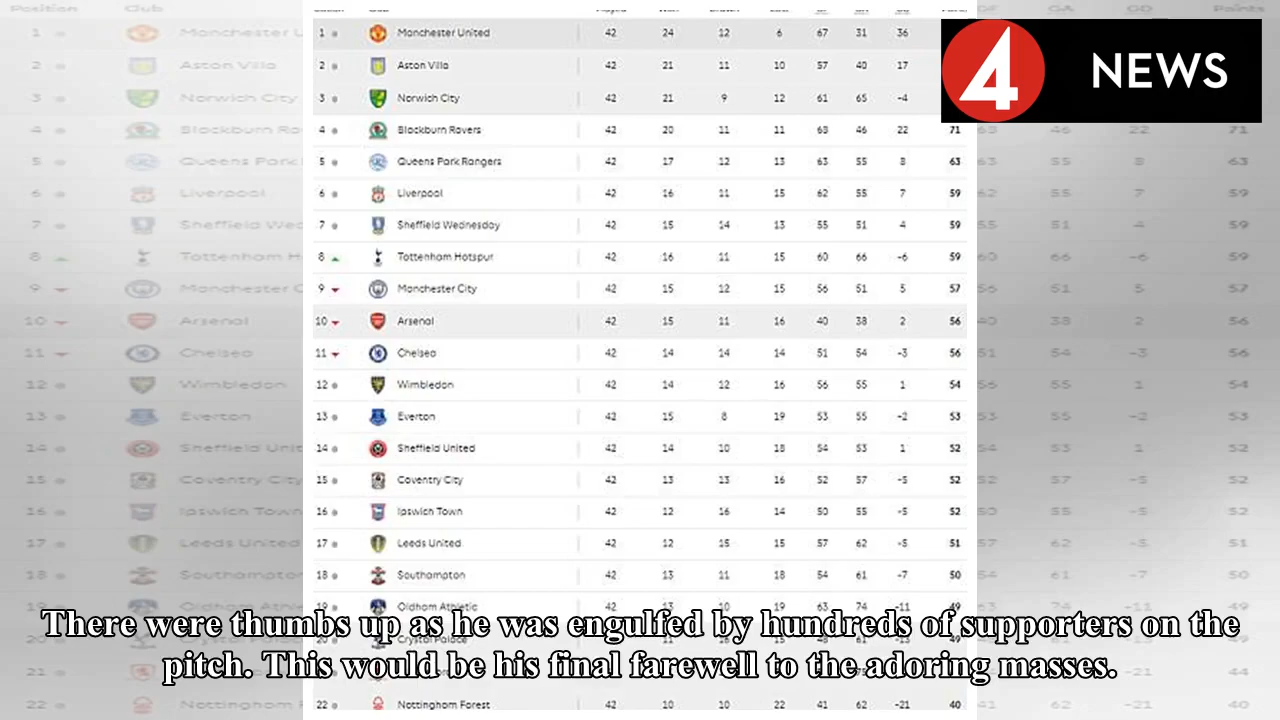 4 NEWS
1 Manchester United 42 24 12 6 67 31 36
2 Aston Villa 42 21 11 10 57 40 17
3 Norwich City 42 21 9 12 61 65 -4
4 Blackburn Rovers 42 20 11 11 68 46 22 71
5 Queens Park Rangers 42 17 12 13 63 55 8 63
6 Liverpool 42 16 11 15 62 55 7 59
7 Sheffield Wednesday 42 15 14 13 55 51 4 59
8 Tottenham Hotspur 42 16 11 15 60 66 -6 59
9 Manchester City 42 15 12 15 56 51 5 57
10 Arsenal 42 15 11 16 40 38 2 56
11 Chelsea 42 14 14 14 51 54 -3 56
12 Wimbledon 42 14 12 16 56 55 1 54
13 Everton 42 15 8 19 53 55 -2 53
14 Sheffield United 42 14 10 18 54 53 1 52
15 Coventry City 42 13 13 16 52 57 -5 52
16 Ipswich Town 42 12 16 14 50 55 -5 52
17 Leeds United 42 12 15 15 57 62 -5 51
18 Southampton 42 13 11 18 54 61 -7 50
19 Oldham Athletic 42 13 10 19 63 74 -11 49
20 Crystal Palace
22 Nottingham Forest 42 10 10 22 41 62 -21 40
There were thumbs up as he was engulfed by hundreds of supporters on the
pitch. This would be his final farewell to the adoring masses.